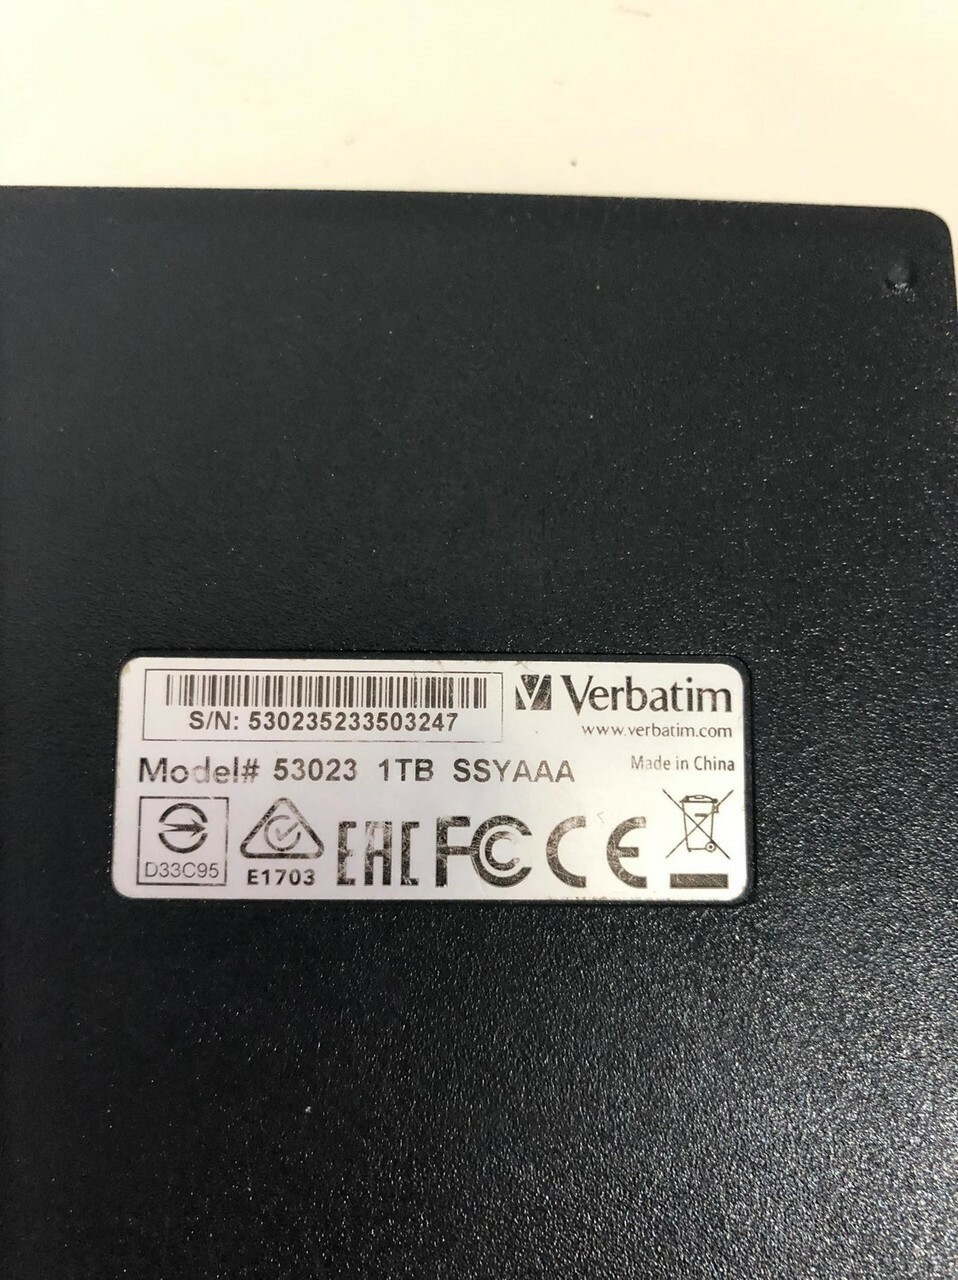 S/N: 530235233503247
Verbatim
www.verbatim.com
Model# 53023 1TB SSYAAA
Made in China
D33C95
E1703
EAC FC CE